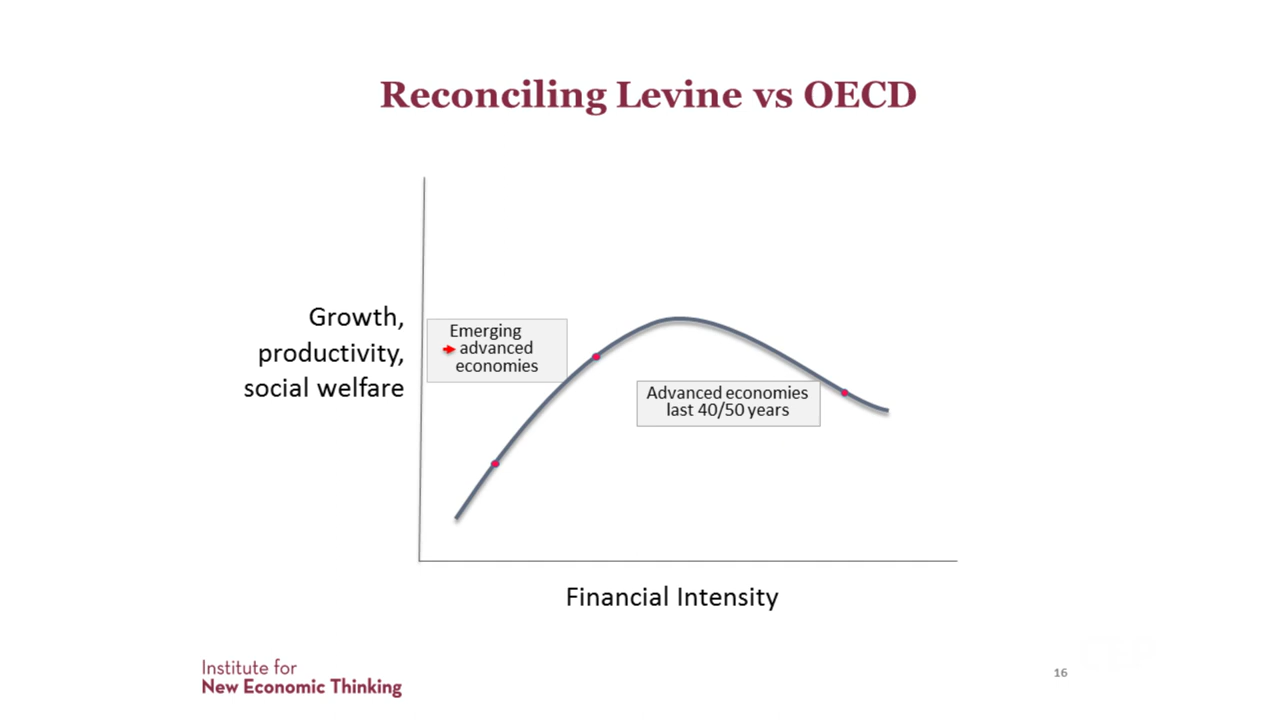 Reconciling Levine vs OECD
Growth,
productivity,
social welfare
Emerging
advanced
economies
Advanced economies
last 40/50 years
Financial Intensity
Institute for
New Economic Thinking
16